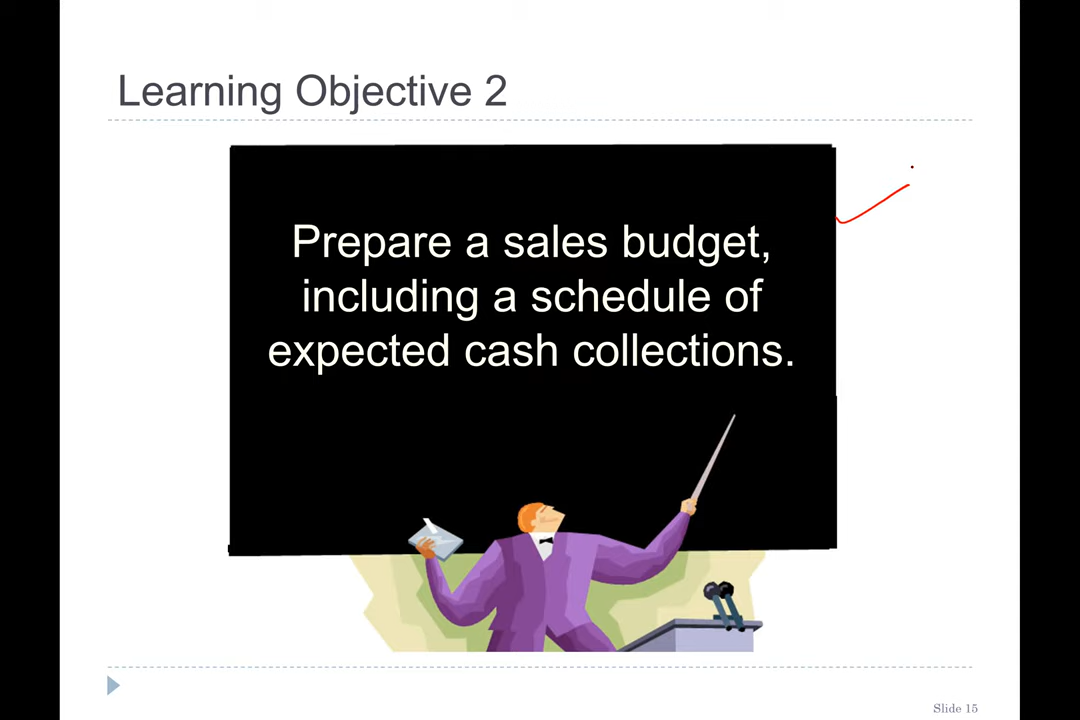 Learning Objective 2
Prepare a sales budget,
including a schedule of
expected cash collections.
Slide 15